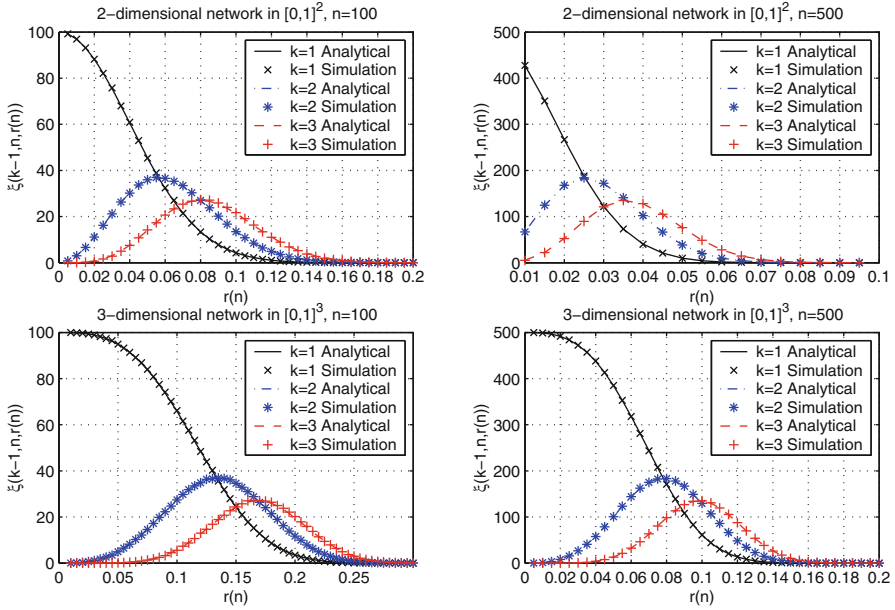 2−dimensional network in [0,1]², n=100
ξ(k−1,n,r(n))
100
80
60
40
20
0
0 0.02 0.04 0.06 0.08 0.1 0.12 0.14 0.16 0.18 0.2
r(n)
k=1 Analytical
k=1 Simulation
k=2 Analytical
k=2 Simulation
k=3 Analytical
k=3 Simulation
2−dimensional network in [0,1]², n=500
ξ(k−1,n,r(n))
500
400
300
200
100
0
0.01 0.02 0.03 0.04 0.05 0.06 0.07 0.08 0.09 0.1
r(n)
k=1 Analytical
k=1 Simulation
k=2 Analytical
k=2 Simulation
k=3 Analytical
k=3 Simulation
3−dimensional network in [0,1]³, n=100
ξ(k−1,n,r(n))
100
80
60
40
20
0
0 0.05 0.1 0.15 0.2 0.25
r(n)
k=1 Analytical
k=1 Simulation
k=2 Analytical
k=2 Simulation
k=3 Analytical
k=3 Simulation
3−dimensional network in [0,1]³, n=500
ξ(k−1,n,r(n))
500
400
300
200
100
0
0 0.02 0.04 0.06 0.08 0.1 0.12 0.14 0.16 0.18 0.2
r(n)
k=1 Analytical
k=1 Simulation
k=2 Analytical
k=2 Simulation
k=3 Analytical
k=3 Simulation